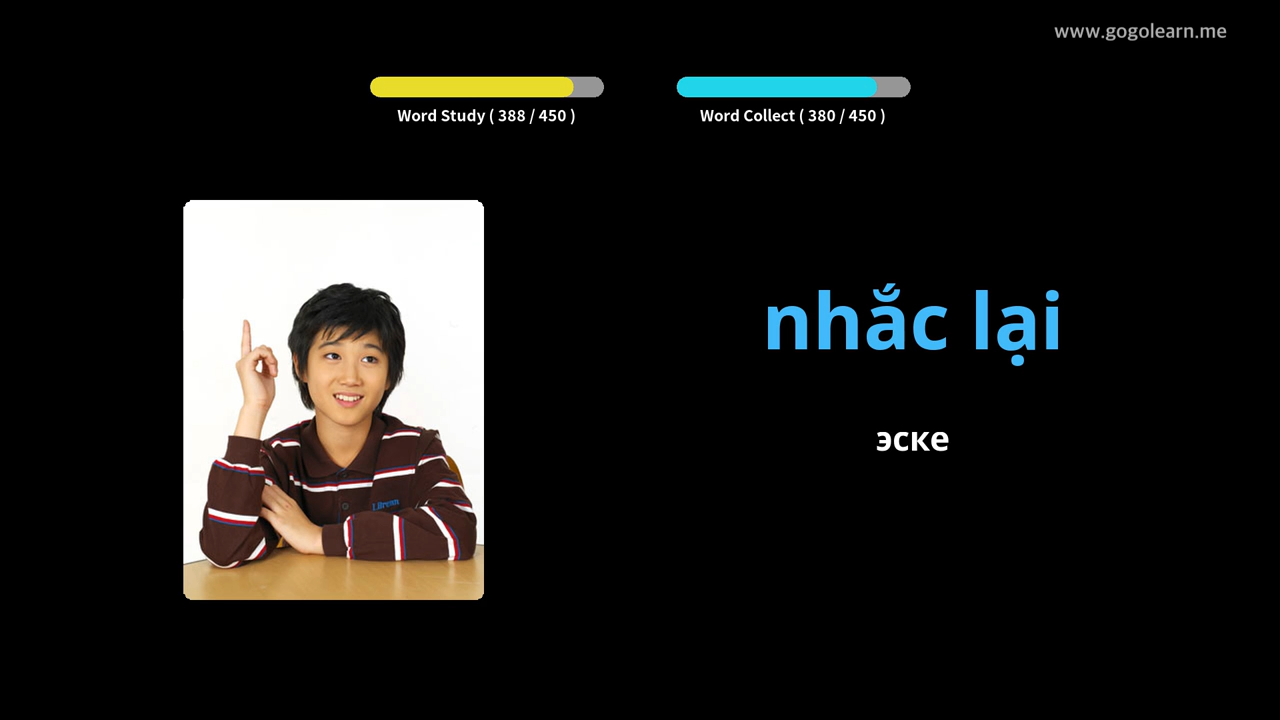 www.gogolearn.me
Word Study ( 388 / 450 )
Word Collect ( 380 / 450 )
nhắc lại
эске